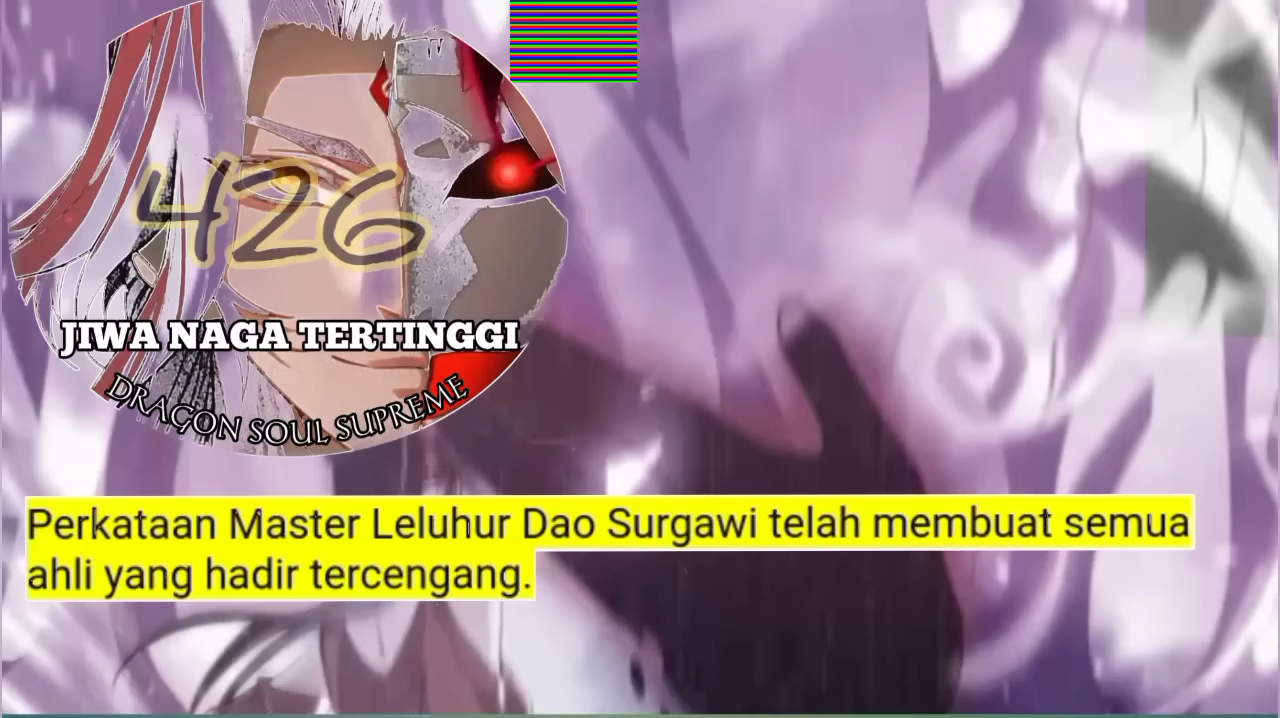 426
JIWA NAGA TERTINGGI
DRAGON SOUL SUPREME
Perkataan Master Leluhur Dao Surgawi telah membuat semua
ahli yang hadir tercengang.